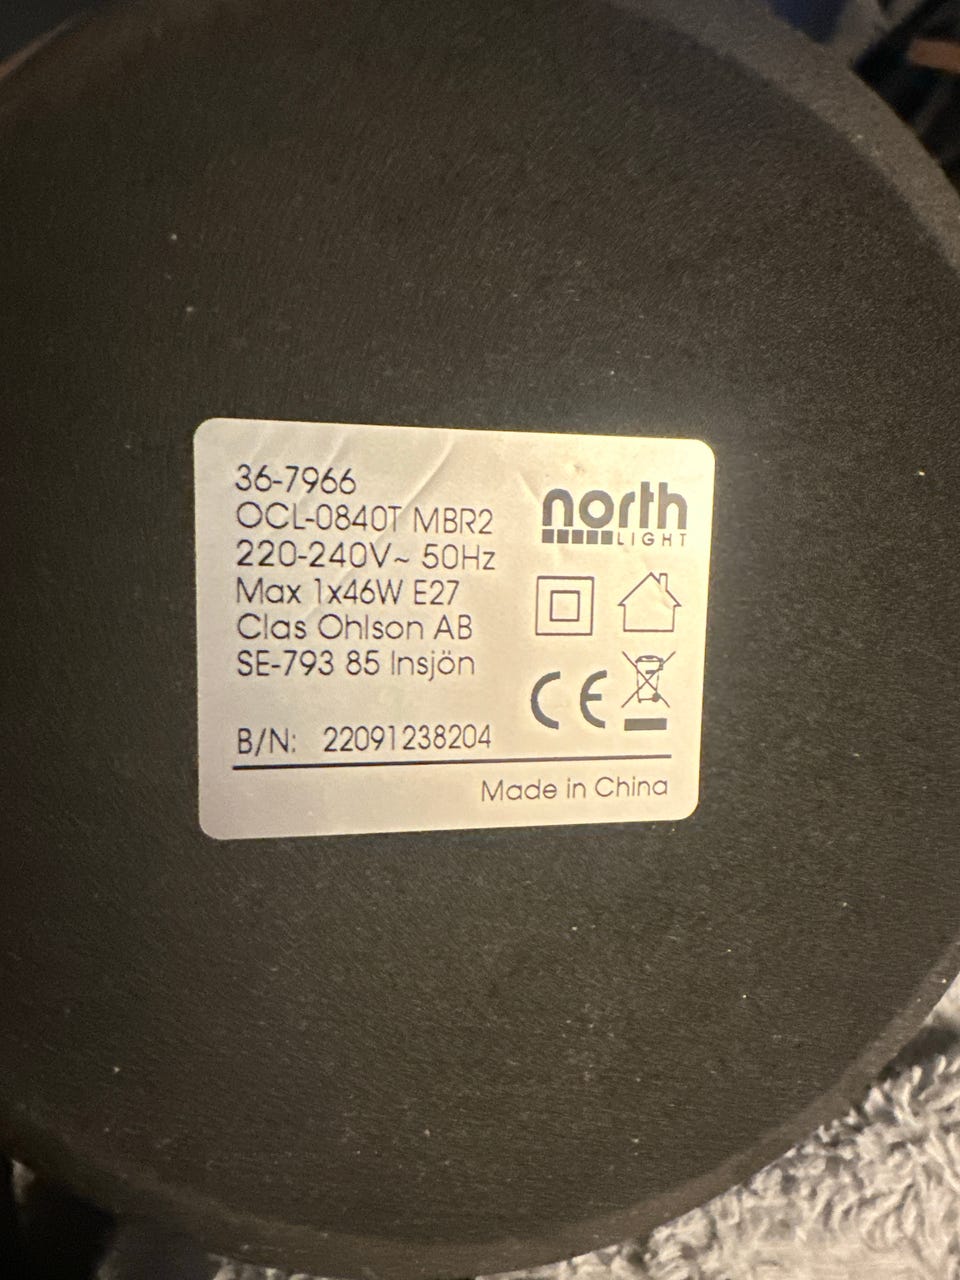 36-7966
OCL-0840T MBR2
220-240V~ 50Hz
Max 1x46W E27
Clas Ohlson AB
SE-793 85 Insjön
B/N: 22091238204
north
LIGHT
CE
Made in China